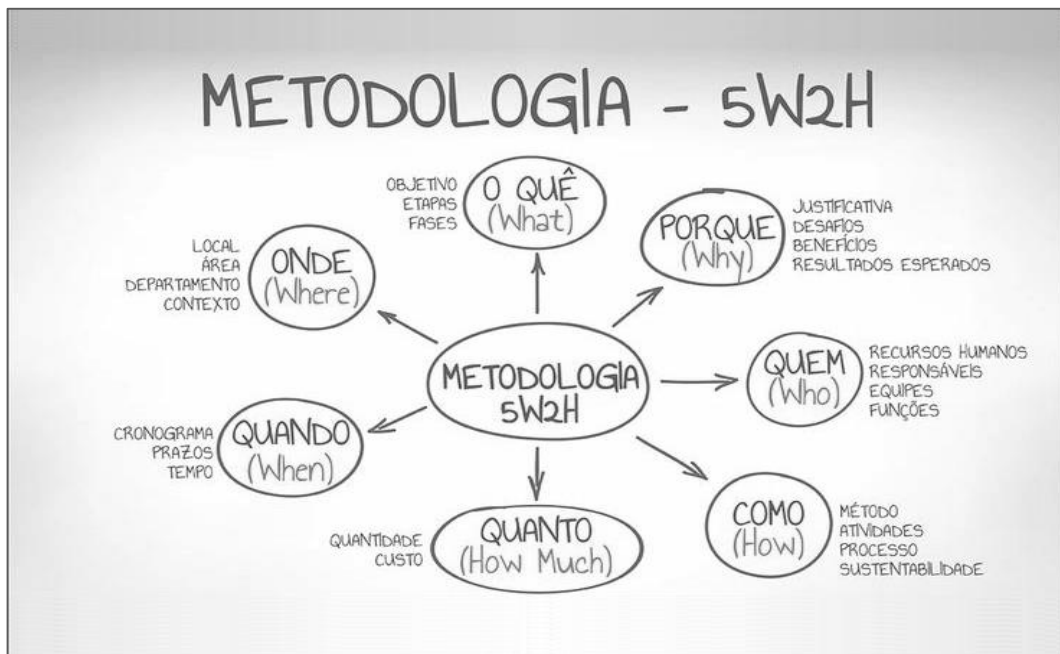 METODOLOGIA - 5W2H
OBJETIVO
ETAPAS
FASES
O QUÊ
(What)
PORQUE
(Why)
JUSTIFICATIVA
DESAFIOS
BENEFÍCIOS
RESULTADOS ESPERADOS
LOCAL
ÁREA
DEPARTAMENTO
CONTEXTO
ONDE
(Where)
METODOLOGIA
5W2H
QUEM
(Who)
RECURSOS HUMANOS
RESPONSÁVEIS
EQUIPES
FUNÇÕES
CRONOGRAMA
PRAZOS
TEMPO
QUANDO
(When)
QUANTIDADE
CUSTO
QUANTO
(How Much)
COMO
(How)
MÉTODO
ATIVIDADES
PROCESSO
SUSTENTABILIDADE